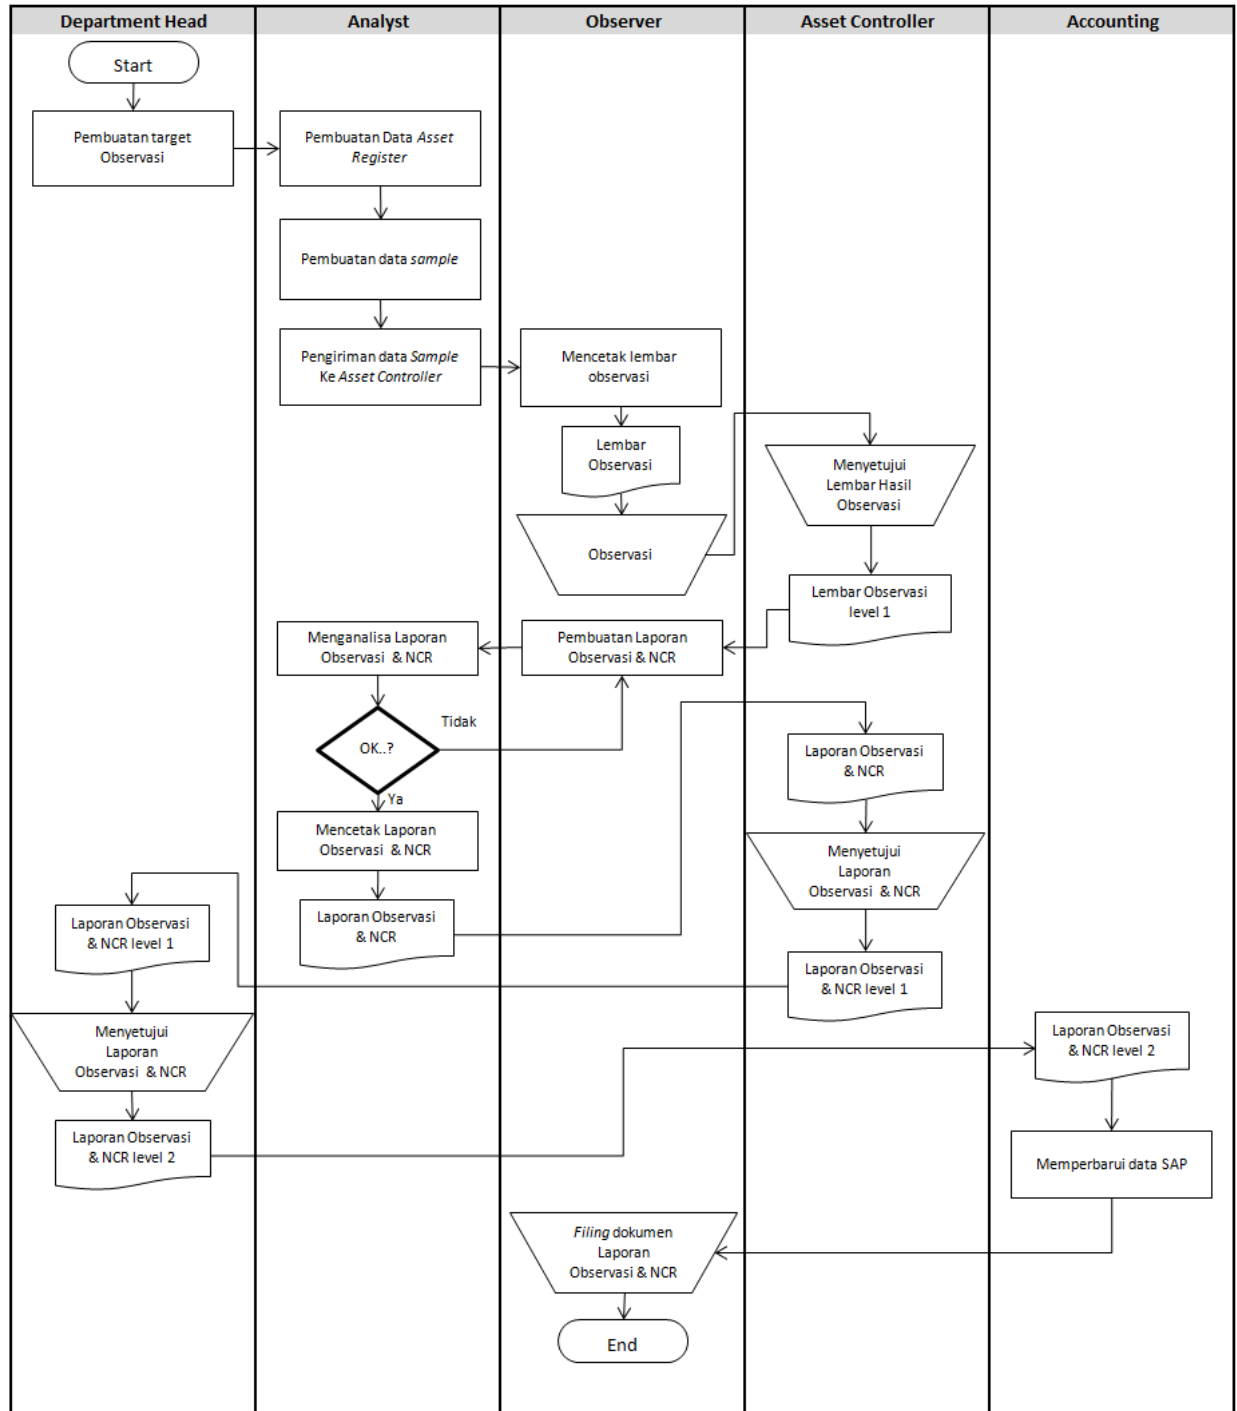 Department Head
Analyst
Observer
Asset Controller
Accounting
Start
Pembuatan target
Observasi
Pembuatan Data Asset
Register
Pembuatan data sample
Pengiriman data Sample
Ke Asset Controller
Mencetak lembar
observasi
Lembar
Observasi
Observasi
Menyetujui
Lembar Hasil
Observasi
Lembar Observasi
level 1
Pembuatan Laporan
Observasi & NCR
Menganalisa Laporan
Observasi & NCR
OK..?
Tidak
Ya
Mencetak Laporan
Observasi & NCR
Laporan Observasi
& NCR
Laporan Observasi
& NCR
Menyetujui
Laporan
Observasi & NCR
Laporan Observasi
& NCR level 1
Laporan Observasi
& NCR level 1
Menyetujui
Laporan
Observasi & NCR
Laporan Observasi
& NCR level 2
Laporan Observasi
& NCR level 2
Memperbarui data SAP
Filing dokumen
Laporan
Observasi & NCR
End